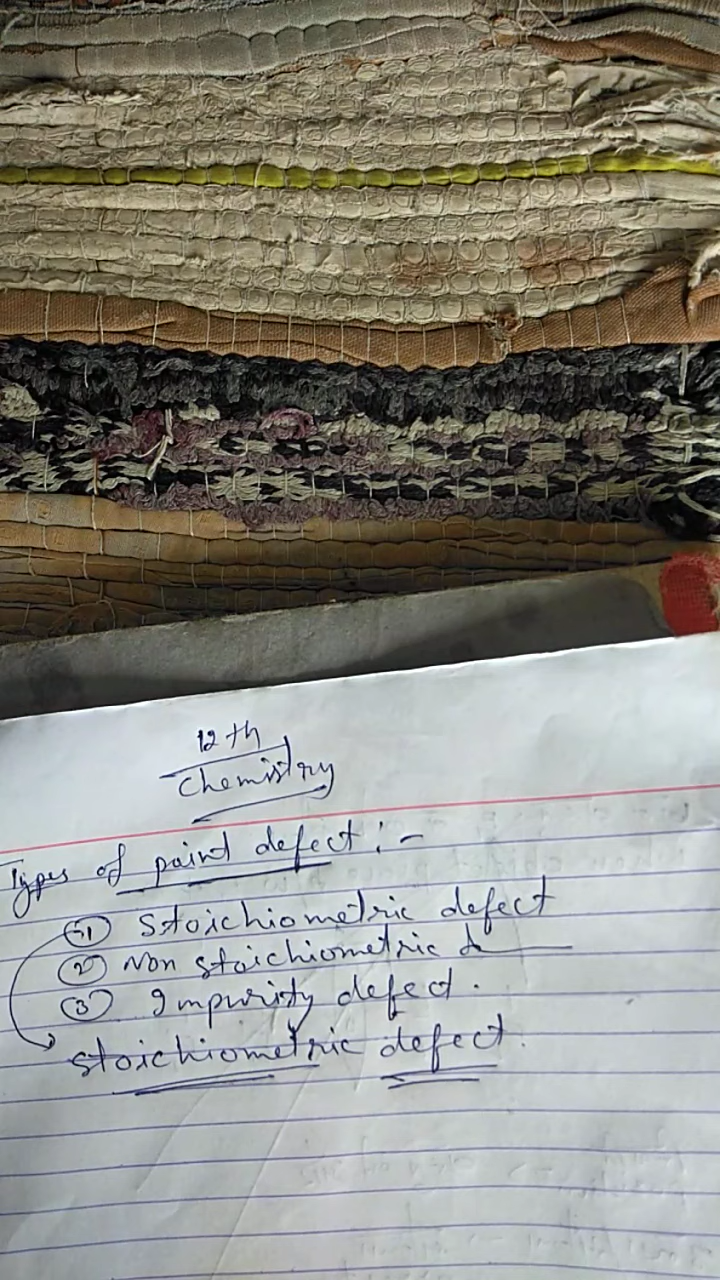 12th
Chemistry
Types of point defect :-
(1) Stoichiometric defect
(2) Non stoichiometric d
(3) Impurity defect.
stoichiometric defect.